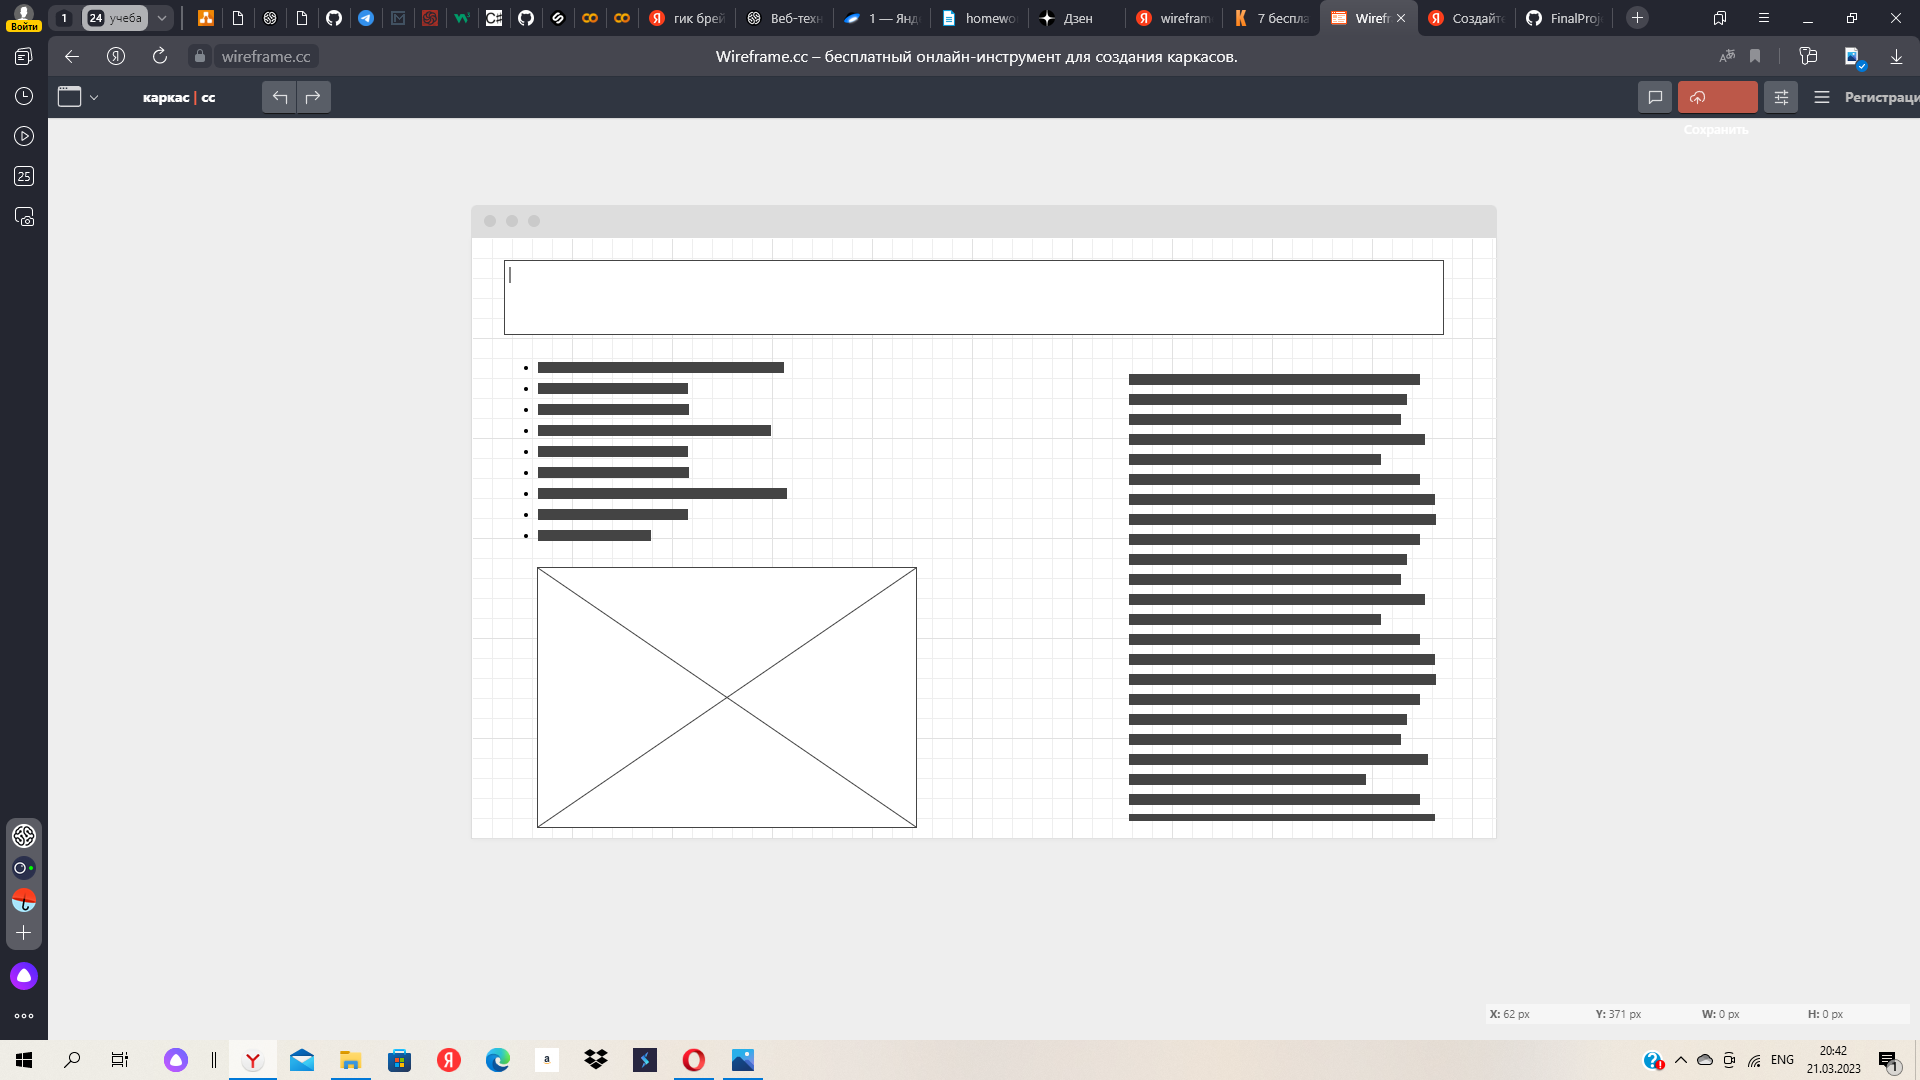 1
24 учеба
гик брей
Веб-техн
1 — Янд
homewo
Дзен
wirefram
7 беспла
Wirefr
Создайте
FinalProj
Войти
wireframe.cc
Wireframe.cc – бесплатный онлайн-инструмент для создания каркасов.
каркас | cc
Регистраци
Сохранить
25
X: 62 px Y: 371 px W: 0 px H: 0 px
ENG
20:42
21.03.2023
1